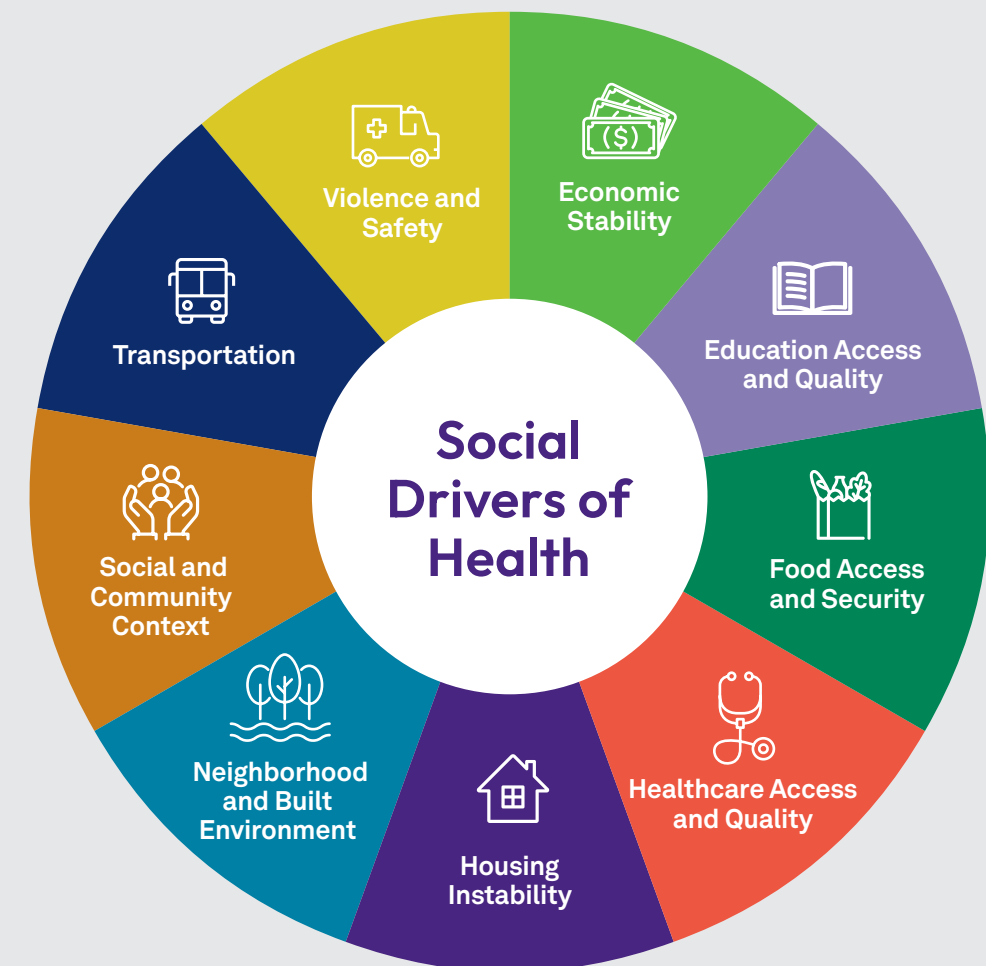 Social
Drivers of
Health
Economic
Stability
($)
Education Access
and Quality
Food Access
and Security
Healthcare Access
and Quality
Housing
Instability
Neighborhood
and Built
Environment
Social and
Community
Context
Transportation
Violence and
Safety